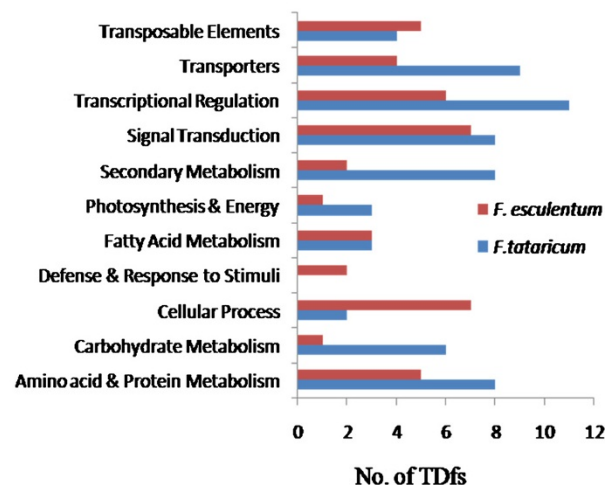 Transposable Elements
Transporters
Transcriptional Regulation
Signal Transduction
Secondary Metabolism
Photosynthesis & Energy
Fatty Acid Metabolism
Defense & Response to Stimuli
Cellular Process
Carbohydrate Metabolism
Amino acid & Protein Metabolism
F. esculentum
F.tataricum
0 2 4 6 8 10 12
No. of TDfs